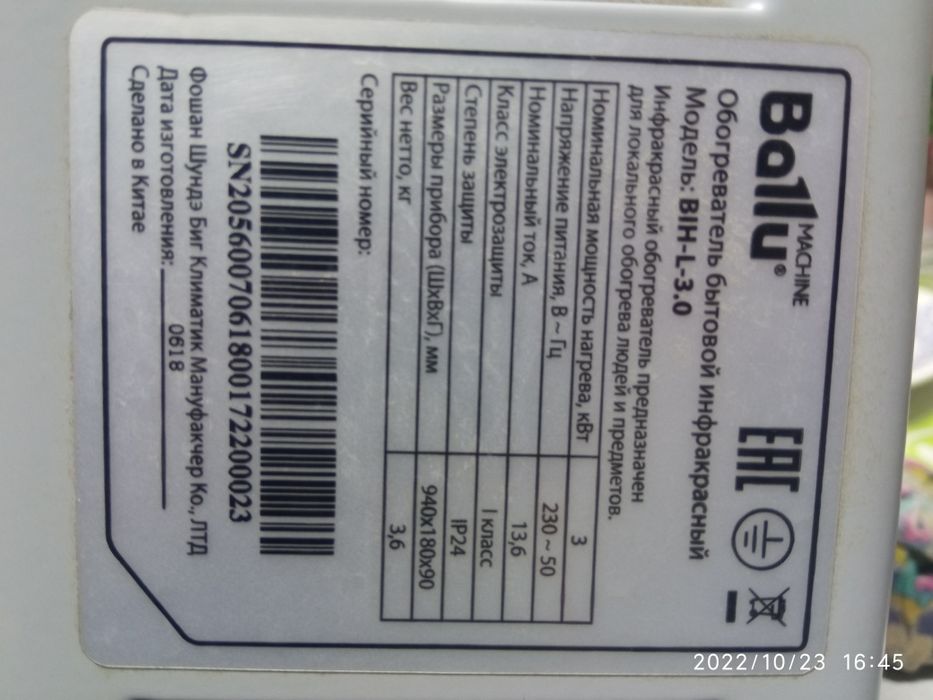 Ballu®
MACHINE
EAC
Обогреватель бытовой инфракрасный
Модель: BIH-L-3.0
Инфракрасный обогреватель предназначен
для локального обогрева людей и предметов.
Номинальная мощность нагрева, кВт 3
Напряжение питания, В ~ Гц 230 ~ 50
Номинальный ток, А 13,6
Класс электрозащиты I класс
Степень защиты IP24
Размеры прибора (ШхВхГ), мм 940x180x90
Вес нетто, кг 3,6
Серийный номер:
SN2056007061800172200023
Фошан Шундэ Биг Климатик Мануфакчер Ко., ЛТД
Дата изготовления: 0618
Сделано в Китае
2022/10/23 16:45